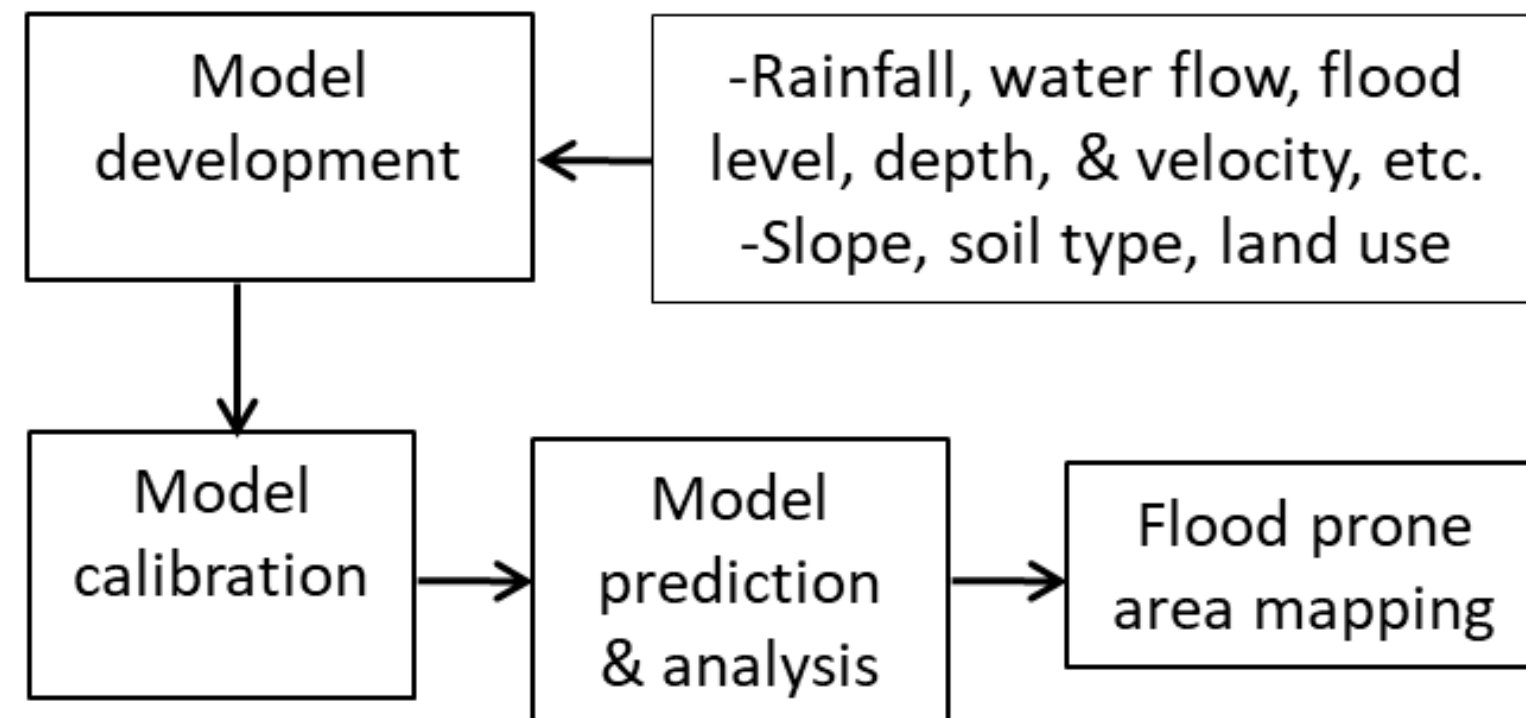 Model
development
-Rainfall, water flow, flood
level, depth, & velocity, etc.
-Slope, soil type, land use
Model
calibration
Model
prediction
& analysis
Flood prone
area mapping